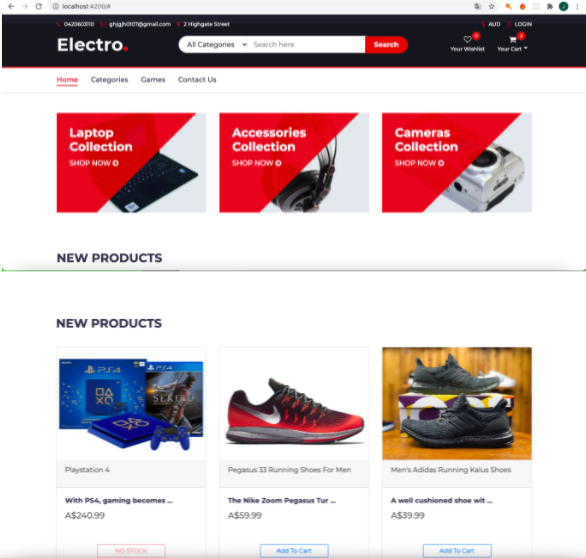 localhost:4200/#
042060310 ghjgjh0107@gmail.com 2 Highgate Street AUD LOGIN
Electro. All Categories Search here Search
Your Wishlist Your Cart
Home Categories Games Contact Us
Laptop Collection
SHOP NOW
Accessories Collection
SHOP NOW
Cameras Collection
SHOP NOW
NEW PRODUCTS
NEW PRODUCTS
PS4
PS4
SEKIRO
Playstation 4
With PS4, gaming becomes ...
A$240.99
NO STOCK
Pegasus 33 Running Shoes For Men
The Nike Zoom Pegasus Tur ...
A$59.99
Add To Cart
Men's Adidas Running Kalus Shoes
A well cushioned shoe wit ...
A$39.99
Add To Cart